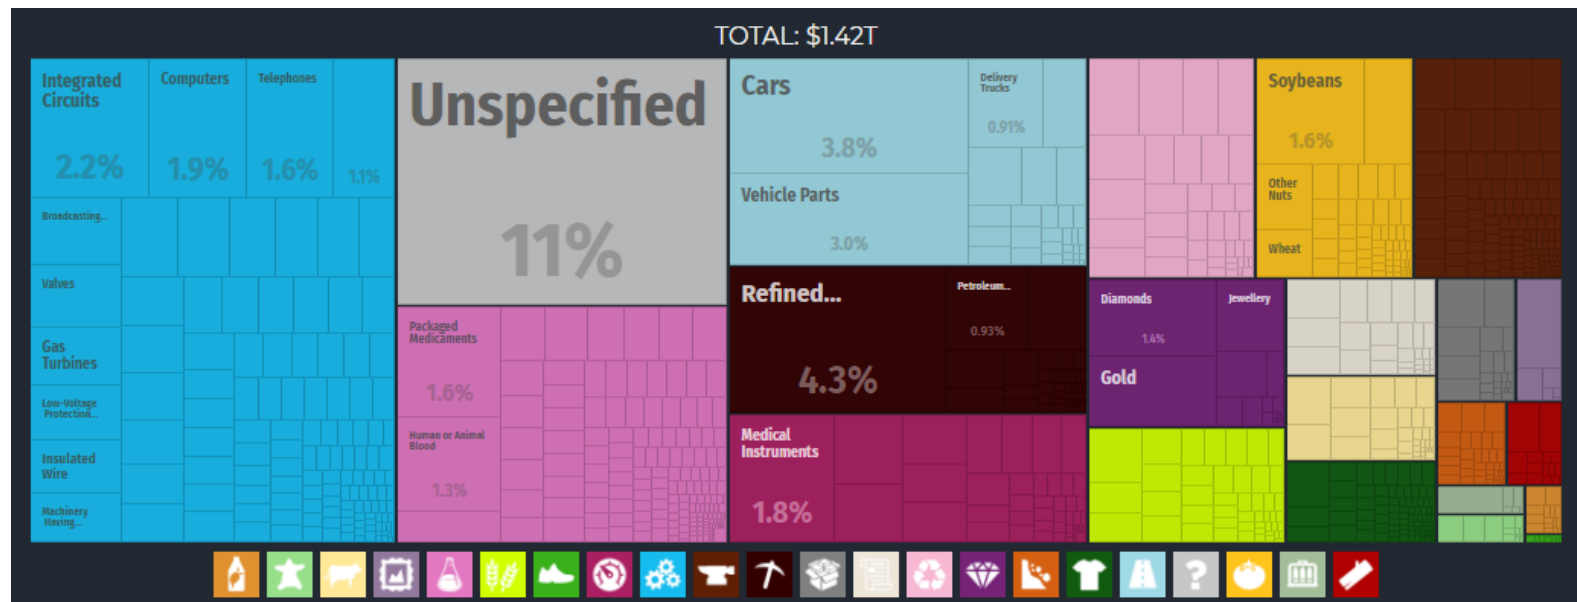 TOTAL: $1.42T
Integrated
Circuits
2.2%
Computers
1.9%
Telephones
1.6%
1.1%
Broadcasting...
Valves
Gas
Turbines
Low-Voltage
Protection...
Insulated
Wire
Machinery
Having...
Unspecified
11%
Packaged
Medicaments
1.6%
Human or Animal
Blood
1.3%
Cars
3.8%
Delivery
Trucks
0.91%
Vehicle Parts
3.0%
Refined...
4.3%
Petroleum...
0.93%
Medical
Instruments
1.8%
Soybeans
1.6%
Other
Nuts
Wheat
Diamonds
1.4%
Jewellery
Gold
?